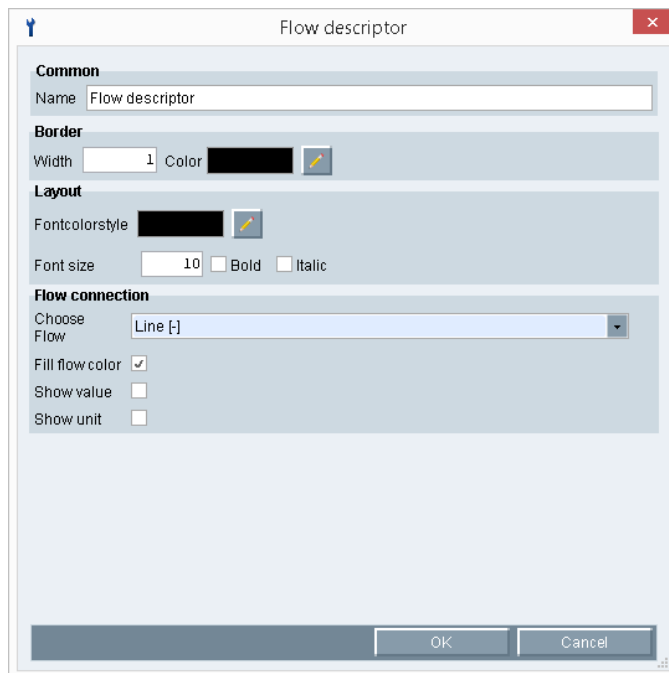 Flow descriptor
Common
Name Flow descriptor
Border
Width 1 Color
Layout
Fontcolorstyle
Font size 10 Bold Italic
Flow connection
Choose Flow Line [-]
Fill flow color
Show value
Show unit
OK Cancel